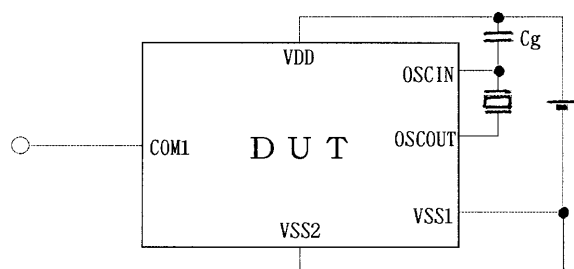 VDD
Cg
OSCIN
COM1
D U T
OSCOUT
VSS1
VSS2